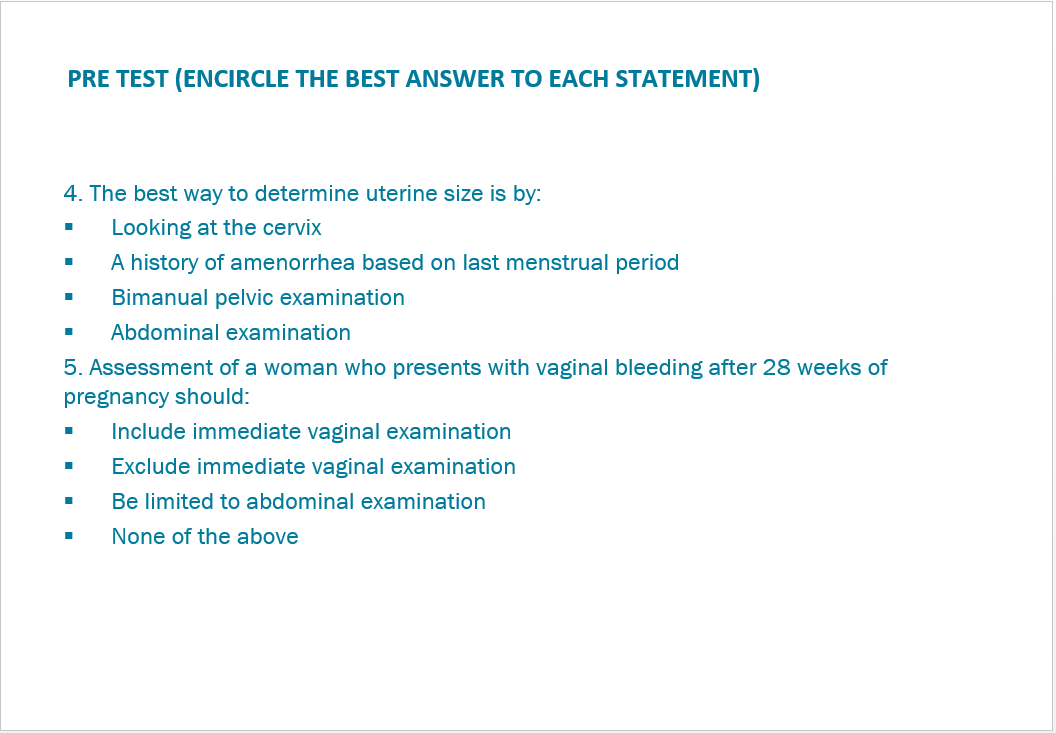 PRE TEST (ENCIRCLE THE BEST ANSWER TO EACH STATEMENT)
4. The best way to determine uterine size is by:
▪ Looking at the cervix
▪ A history of amenorrhea based on last menstrual period
▪ Bimanual pelvic examination
▪ Abdominal examination
5. Assessment of a woman who presents with vaginal bleeding after 28 weeks of
pregnancy should:
▪ Include immediate vaginal examination
▪ Exclude immediate vaginal examination
▪ Be limited to abdominal examination
▪ None of the above